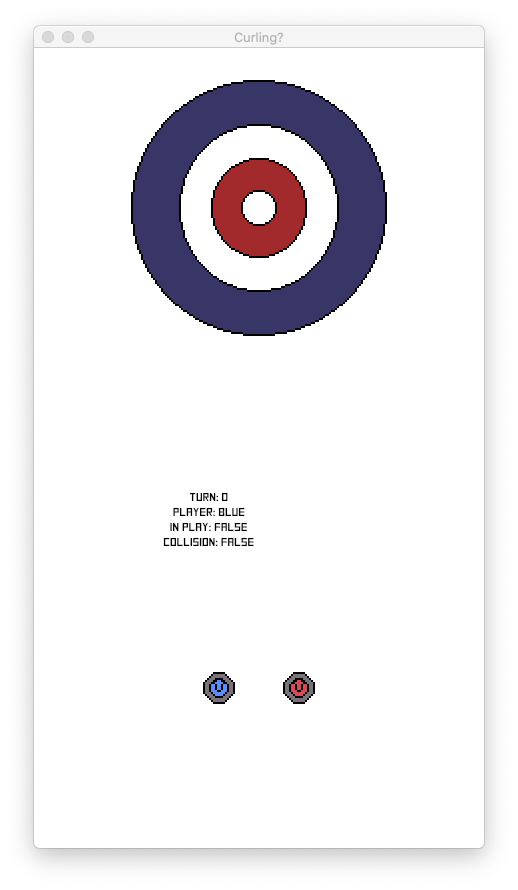 Curling?
TURN: 0
PLAYER: BLUE
IN PLAY: FALSE
COLLISION: FALSE